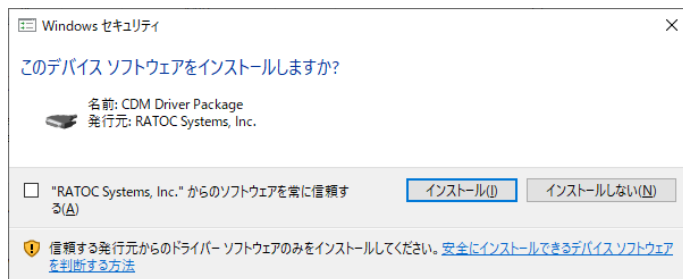 Windows セキュリティ
このデバイス ソフトウェアをインストールしますか?
名前: CDM Driver Package
発行元: RATOC Systems, Inc.
"RATOC Systems, Inc." からのソフトウェアを常に信頼す
る(A)
インストール(I)
インストールしない(N)
信頼する発行元からのドライバー ソフトウェアのみをインストールしてください。安全にインストールできるデバイス ソフトウェア
を判断する方法